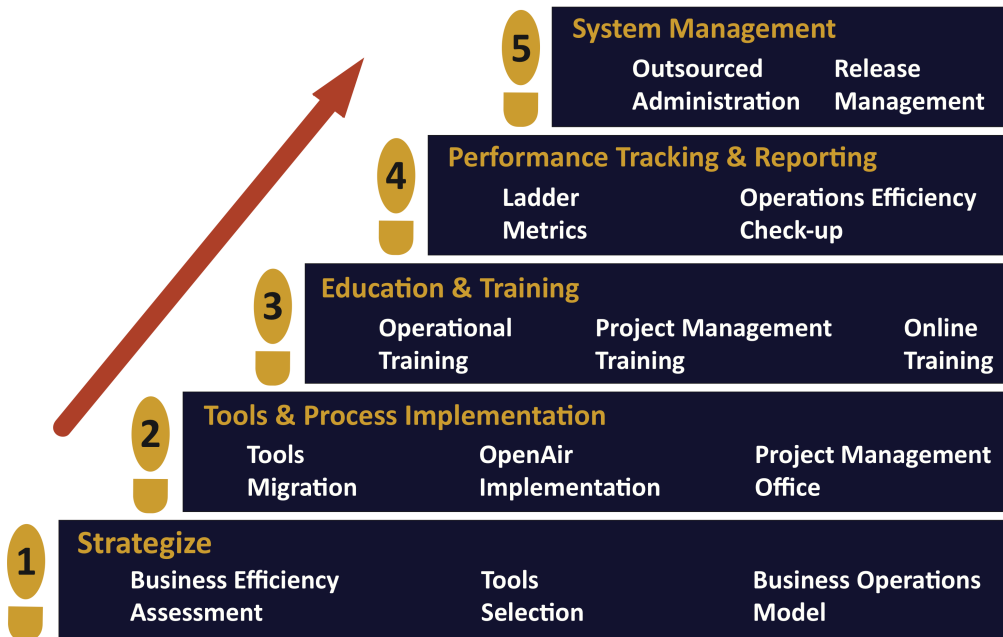 5
System Management
Outsourced Administration
Release Management
4
Performance Tracking & Reporting
Ladder Metrics
Operations Efficiency Check-up
3
Education & Training
Operational Training
Project Management Training
Online Training
2
Tools & Process Implementation
Tools Migration
OpenAir Implementation
Project Management Office
1
Strategize
Business Efficiency Assessment
Tools Selection
Business Operations Model